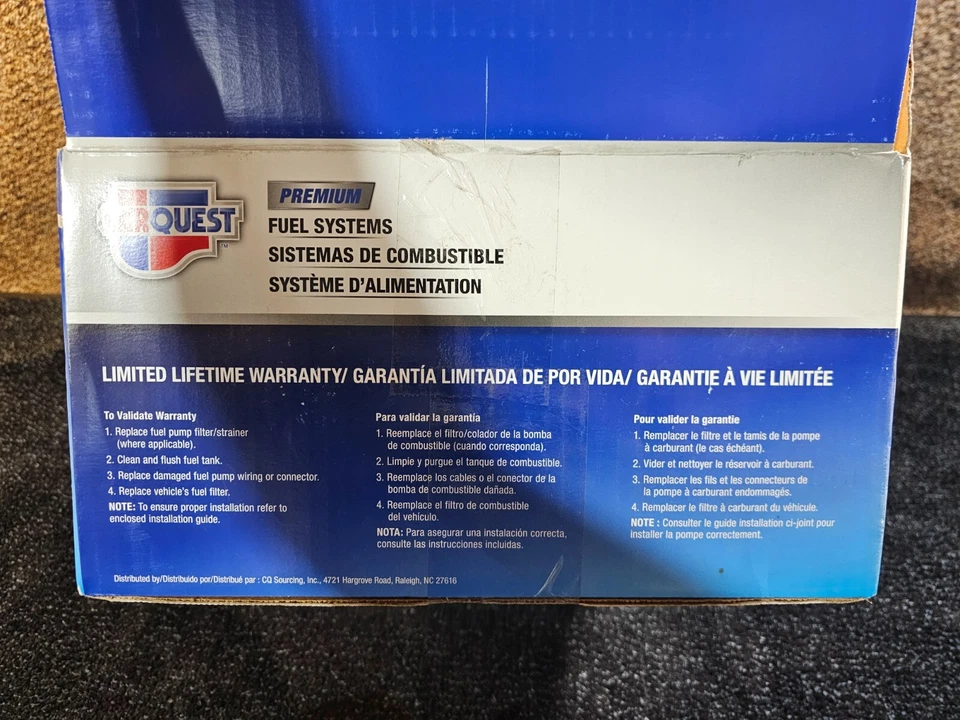 QUEST
TM
PREMIUM
FUEL SYSTEMS
SISTEMAS DE COMBUSTIBLE
SYSTÈME D'ALIMENTATION
LIMITED LIFETIME WARRANTY/ GARANTÍA LIMITADA DE POR VIDA/ GARANTIE À VIE LIMITÉE
To Validate Warranty
1. Replace fuel pump filter/strainer
(where applicable).
2. Clean and flush fuel tank.
3. Replace damaged fuel pump wiring or connector.
4. Replace vehicle's fuel filter.
NOTE: To ensure proper installation refer to
enclosed installation guide.
Para validar la garantía
1. Reemplace el filtro/colador de la bomba
de combustible (cuando corresponda).
2. Limpie y purgue el tanque de combustible.
3. Reemplace los cables o el conector de la
bomba de combustible dañada.
4. Reemplace el filtro de combustible
del vehículo.
NOTA: Para asegurar una instalación correcta,
consulte las instrucciones incluidas.
Pour valider la garantie
1. Remplacer le filtre et le tamis de la pompe
à carburant (le cas échéant).
2. Vider et nettoyer le réservoir à carburant.
3. Remplacer les fils et les connecteurs de
la pompe à carburant endommagés.
4. Remplacer le filtre à carburant du véhicule.
NOTE : Consulter le guide installation ci-joint pour
installer la pompe correctement.
Distributed by/Distribuido por/Distribué par : CQ Sourcing, Inc., 4721 Hargrove Road, Raleigh, NC 27616